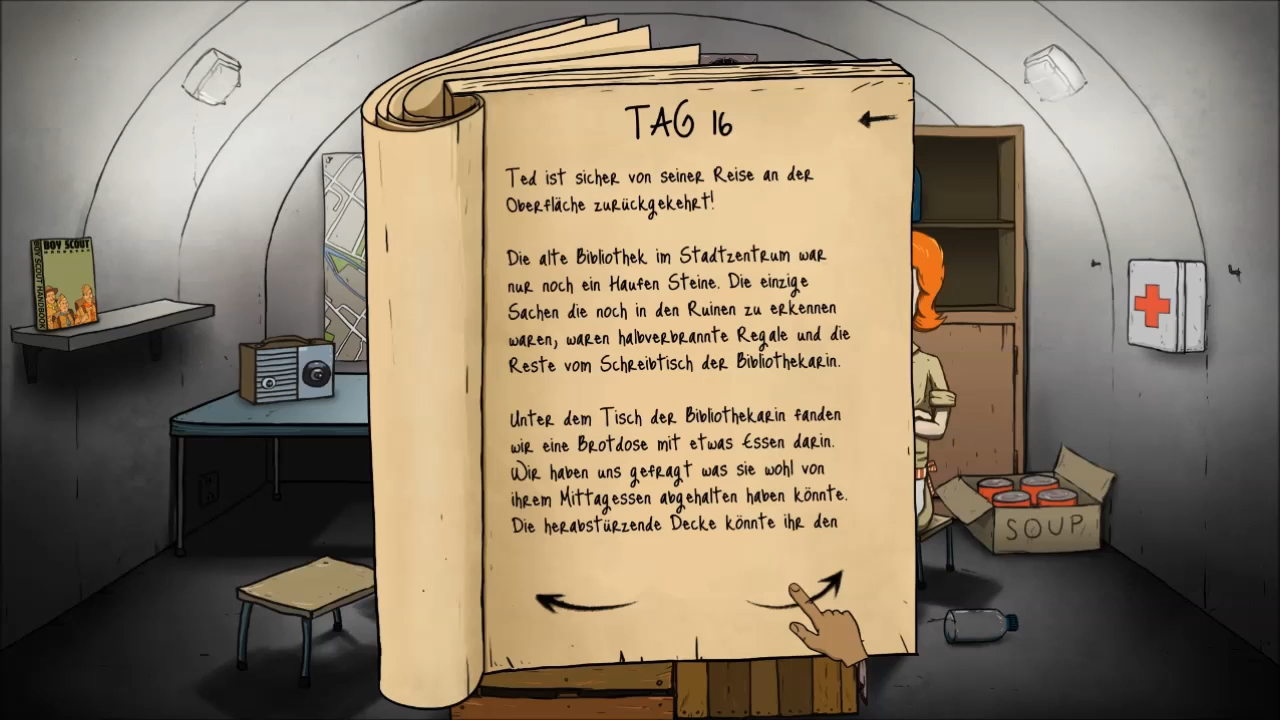 TAG 16
Ted ist sicher von seiner Reise an der
Oberfläche zurückgekehrt!
Die alte Bibliothek im Stadtzentrum war
nur noch ein Haufen Steine. Die einzige
Sachen die noch in den Ruinen zu erkennen
waren, waren halbverbrannte Regale und die
Reste vom Schreibtisch der Bibliothekarin.
Unter dem Tisch der Bibliothekarin fanden
wir eine Brotdose mit etwas Essen darin.
Wir haben uns gefragt was sie wohl von
ihrem Mittagessen abgehalten haben könnte.
Die herabstürzende Decke könnte ihr den
BOY SCOUT
HANDBOOK
BOY SCOUT HANDBOOK
SOUP